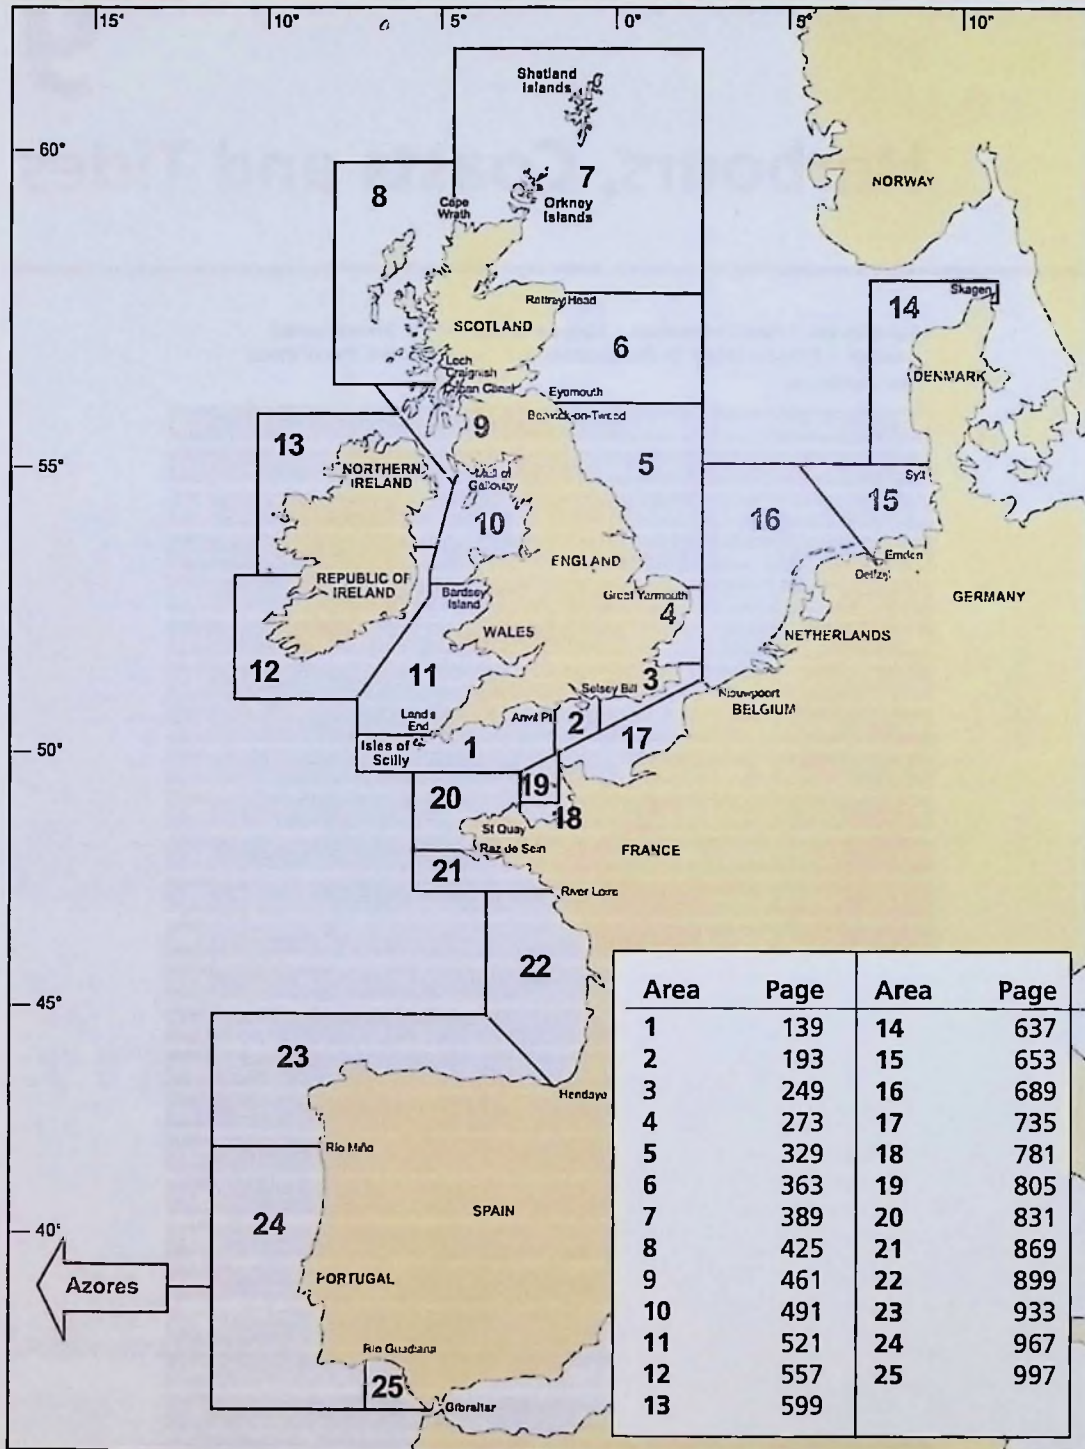 15° 10° 5° 0° 5° 10°
Shetland
Islands
60°
7
NORWAY
8
Cape
Wrath
Orkney
Islands
Skagen
Rattray Head
14
SCOTLAND
6
Loch
Craignish
Crinan Canal
DENMARK
Eyemouth
Berwick-on-Tweed
9
13
55°
NORTHERN
IRELAND
Mull of
Galloway
5
Sylt
15
16
10
ENGLAND
Emden
Delfzijl
REPUBLIC OF
IRELAND
Bardsey
Island
Great Yarmouth
GERMANY
4
WALES
NETHERLANDS
12
11
3
Selsey Bill
Nieuwpoort
BELGIUM
Land's
End
Anvil Pt
2
17
50°
Isles of
Scilly
1
19
20
18
St Quay
Raz de Sein
FRANCE
21
River Loire
22
45°
23
Hendaye
Río Miño
24
SPAIN
40°
Azores
PORTUGAL
Rio Guadiana
25
Gibraltar
Area Page Area Page
1 139 14 637
2 193 15 653
3 249 16 689
4 273 17 735
5 329 18 781
6 363 19 805
7 389 20 831
8 425 21 869
9 461 22 899
10 491 23 933
11 521 24 967
12 557 25 997
13 599